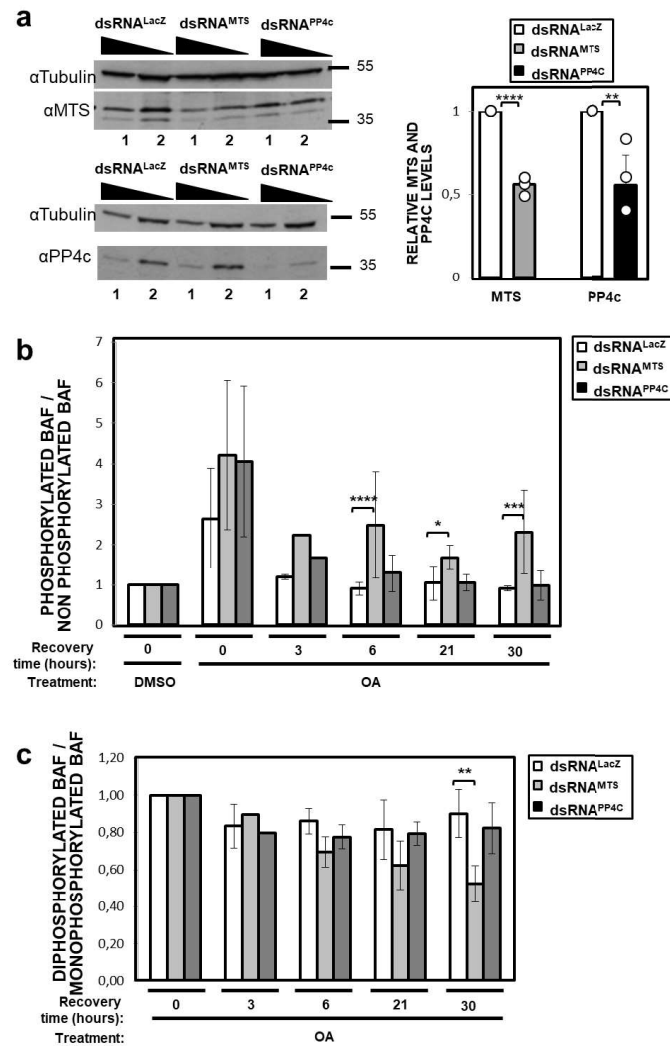 a
dsRNALacZ dsRNAMTS dsRNAPP4c
αTubulin
55
αMTS
35
1 2 1 2 1 2
dsRNALacZ dsRNAMTS dsRNAPP4c
αTubulin
55
αPP4c
35
1 2 1 2 1 2
dsRNALacZ
dsRNAMTS
dsRNAPP4C
RELATIVE MTS AND
PP4C LEVELS
1
0,5
0
**** **
MTS PP4c
b
dsRNALacZ
dsRNAMTS
dsRNAPP4C
PHOSPHORYLATED BAF /
NON PHOSPHORYLATED BAF
7
6
5
4
3
2
1
0
**** * ***
Recovery
time (hours):
0 0 3 6 21 30
Treatment: DMSO OA
c
dsRNALacZ
dsRNAMTS
dsRNAPP4C
DIPHOSPHORYLATED BAF /
MONOPHOSPHORYLATED BAF
1,20
1,00
0,80
0,60
0,40
0,20
0,00
**
Recovery
time (hours):
0 3 6 21 30
Treatment: OA